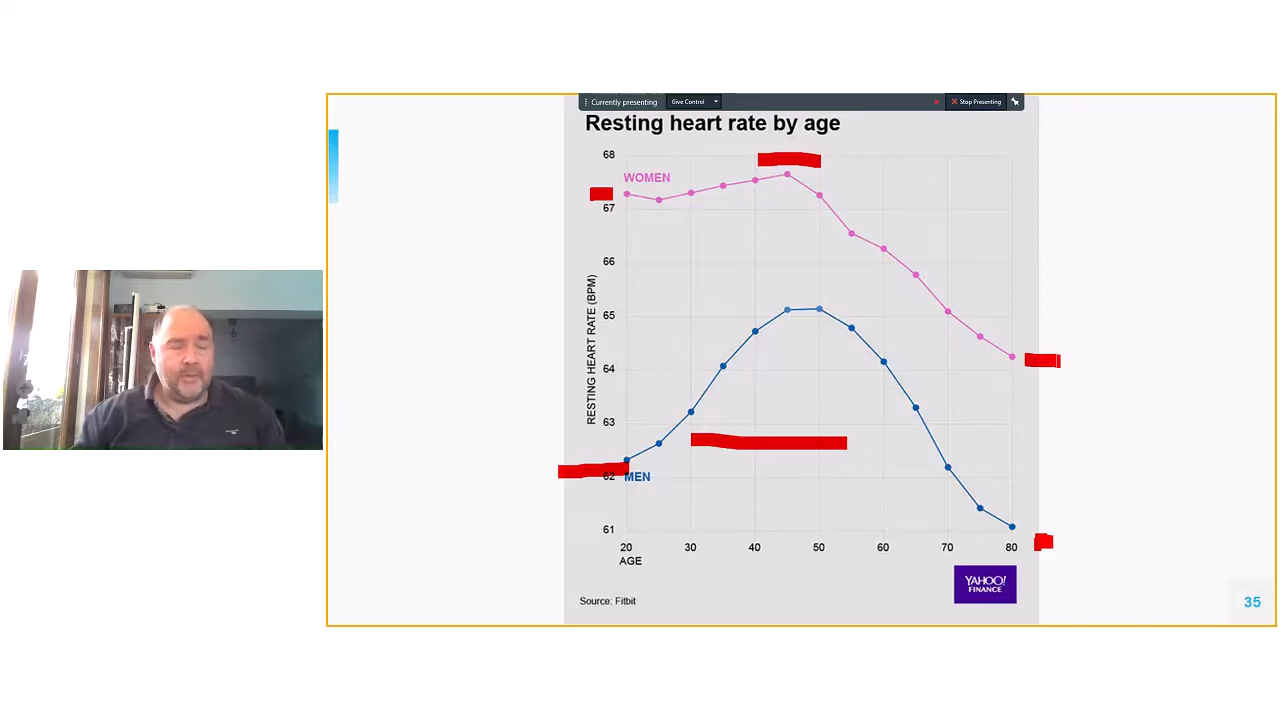 Currently presenting Give Control Stop Presenting
Resting heart rate by age
68
WOMEN
67
66
65
64
63
62 MEN
61
RESTING HEART RATE (BPM)
20 30 40 50 60 70 80
AGE
YAHOO!
FINANCE
Source: Fitbit
35